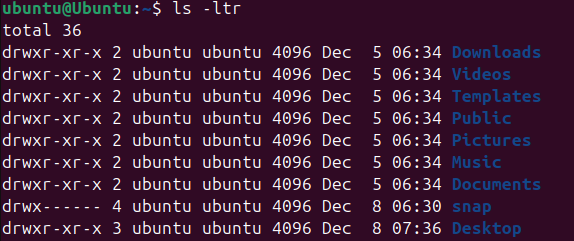 ubuntu@Ubuntu:~$ ls -ltr
total 36
drwxr-xr-x 2 ubuntu ubuntu 4096 Dec  5 06:34 Downloads
drwxr-xr-x 2 ubuntu ubuntu 4096 Dec  5 06:34 Videos
drwxr-xr-x 2 ubuntu ubuntu 4096 Dec  5 06:34 Templates
drwxr-xr-x 2 ubuntu ubuntu 4096 Dec  5 06:34 Public
drwxr-xr-x 2 ubuntu ubuntu 4096 Dec  5 06:34 Pictures
drwxr-xr-x 2 ubuntu ubuntu 4096 Dec  5 06:34 Music
drwxr-xr-x 2 ubuntu ubuntu 4096 Dec  5 06:34 Documents
drwx------ 4 ubuntu ubuntu 4096 Dec  8 06:30 snap
drwxr-xr-x 3 ubuntu ubuntu 4096 Dec  8 07:36 Desktop